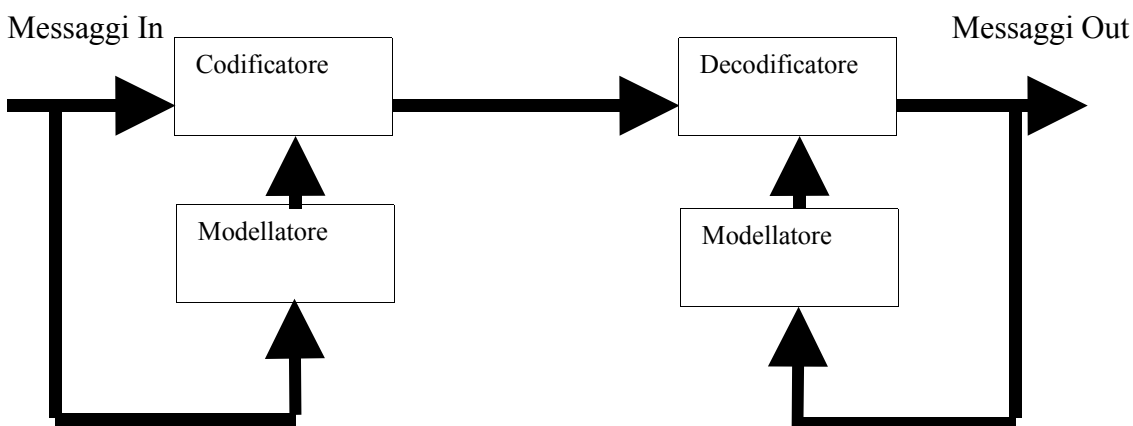 Messaggi In
Messaggi Out
Codificatore
Decodificatore
Modellatore
Modellatore